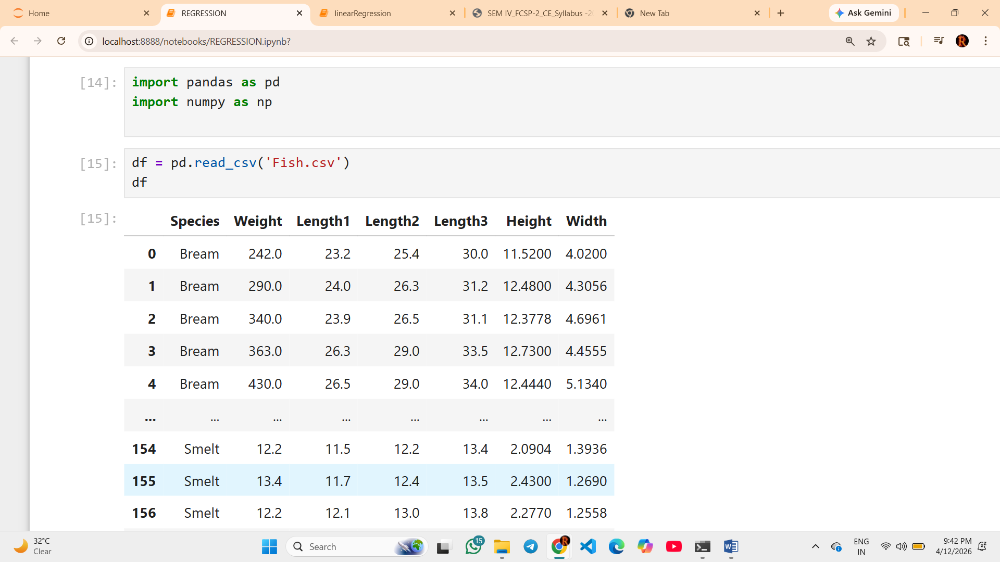 Home
REGRESSION
linearRegression
SEM IV_FCSP-2_CE_Syllabus -20
New Tab
Ask Gemini
localhost:8888/notebooks/REGRESSION.ipynb?
[14]:
import pandas as pd
import numpy as np
[15]:
df = pd.read_csv('Fish.csv')
df
[15]:
Species Weight Length1 Length2 Length3 Height Width
0 Bream 242.0 23.2 25.4 30.0 11.5200 4.0200
1 Bream 290.0 24.0 26.3 31.2 12.4800 4.3056
2 Bream 340.0 23.9 26.5 31.1 12.3778 4.6961
3 Bream 363.0 26.3 29.0 33.5 12.7300 4.4555
4 Bream 430.0 26.5 29.0 34.0 12.4440 5.1340
... ... ... ... ... ... ... ...
154 Smelt 12.2 11.5 12.2 13.4 2.0904 1.3936
155 Smelt 13.4 11.7 12.4 13.5 2.4300 1.2690
156 Smelt 12.2 12.1 13.0 13.8 2.2770 1.2558
32°C
Clear
Search
15
ENG
IN
9:42 PM
4/12/2026